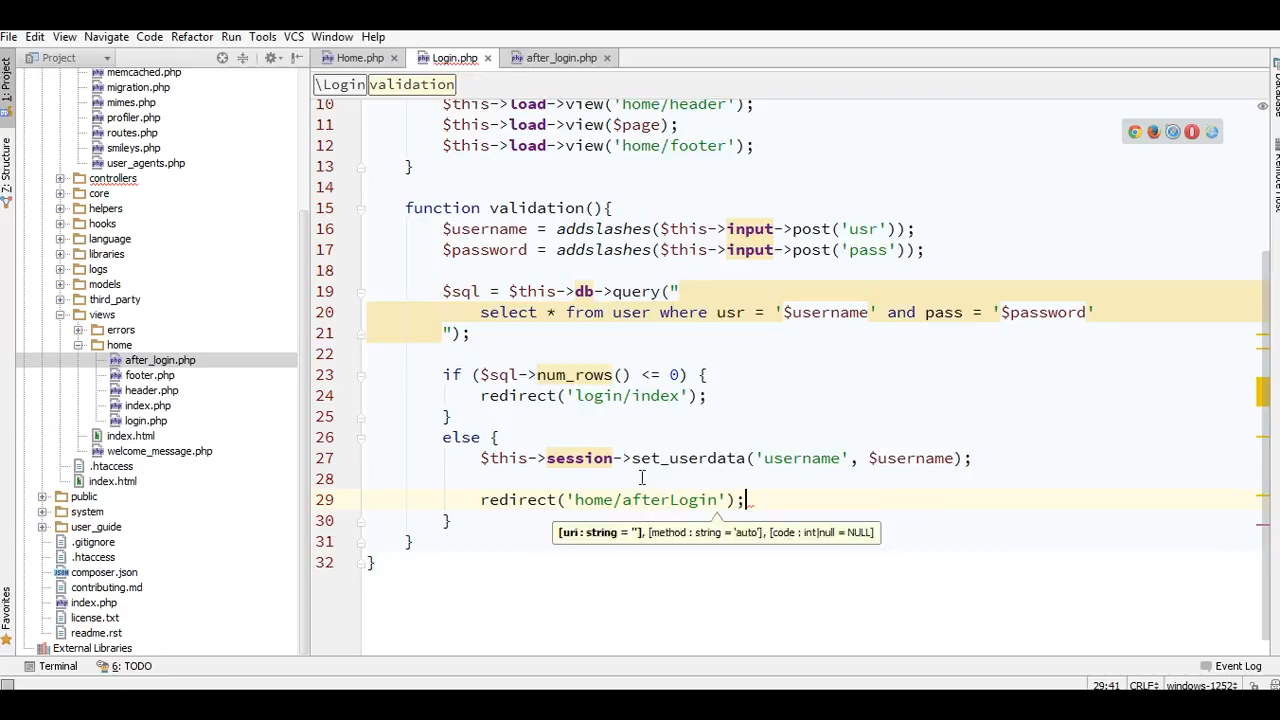 File Edit View Navigate Code Refactor Run Tools VCS Window Help
Project
Home.php
Login.php
after_login.php
\Login
validation
1: Project
Z: Structure
Favorites
Database
memcached.php
migration.php
mimes.php
profiler.php
routes.php
smileys.php
user_agents.php
controllers
core
helpers
hooks
language
libraries
logs
models
third_party
views
errors
home
after_login.php
footer.php
header.php
index.php
login.php
index.html
welcome_message.php
.htaccess
index.html
public
system
user_guide
.gitignore
.htaccess
composer.json
contributing.md
index.php
license.txt
readme.rst
External Libraries
10 $this->load->view('home/header');
11 $this->load->view($page);
12 $this->load->view('home/footer');
13 }
14
15 function validation(){
16 $username = addslashes($this->input->post('usr'));
17 $password = addslashes($this->input->post('pass'));
18
19 $sql = $this->db->query("
20 select * from user where usr = '$username' and pass = '$password'
21 ");
22
23 if ($sql->num_rows() <= 0) {
24 redirect('login/index');
25 }
26 else {
27 $this->session->set_userdata('username', $username);
28
29 redirect('home/afterLogin');
30 }
[uri : string = ''], [method : string = 'auto'], [code : int|null = NULL]
31 }
32 }
Terminal
6: TODO
Event Log
29:41 CRLF windows-1252